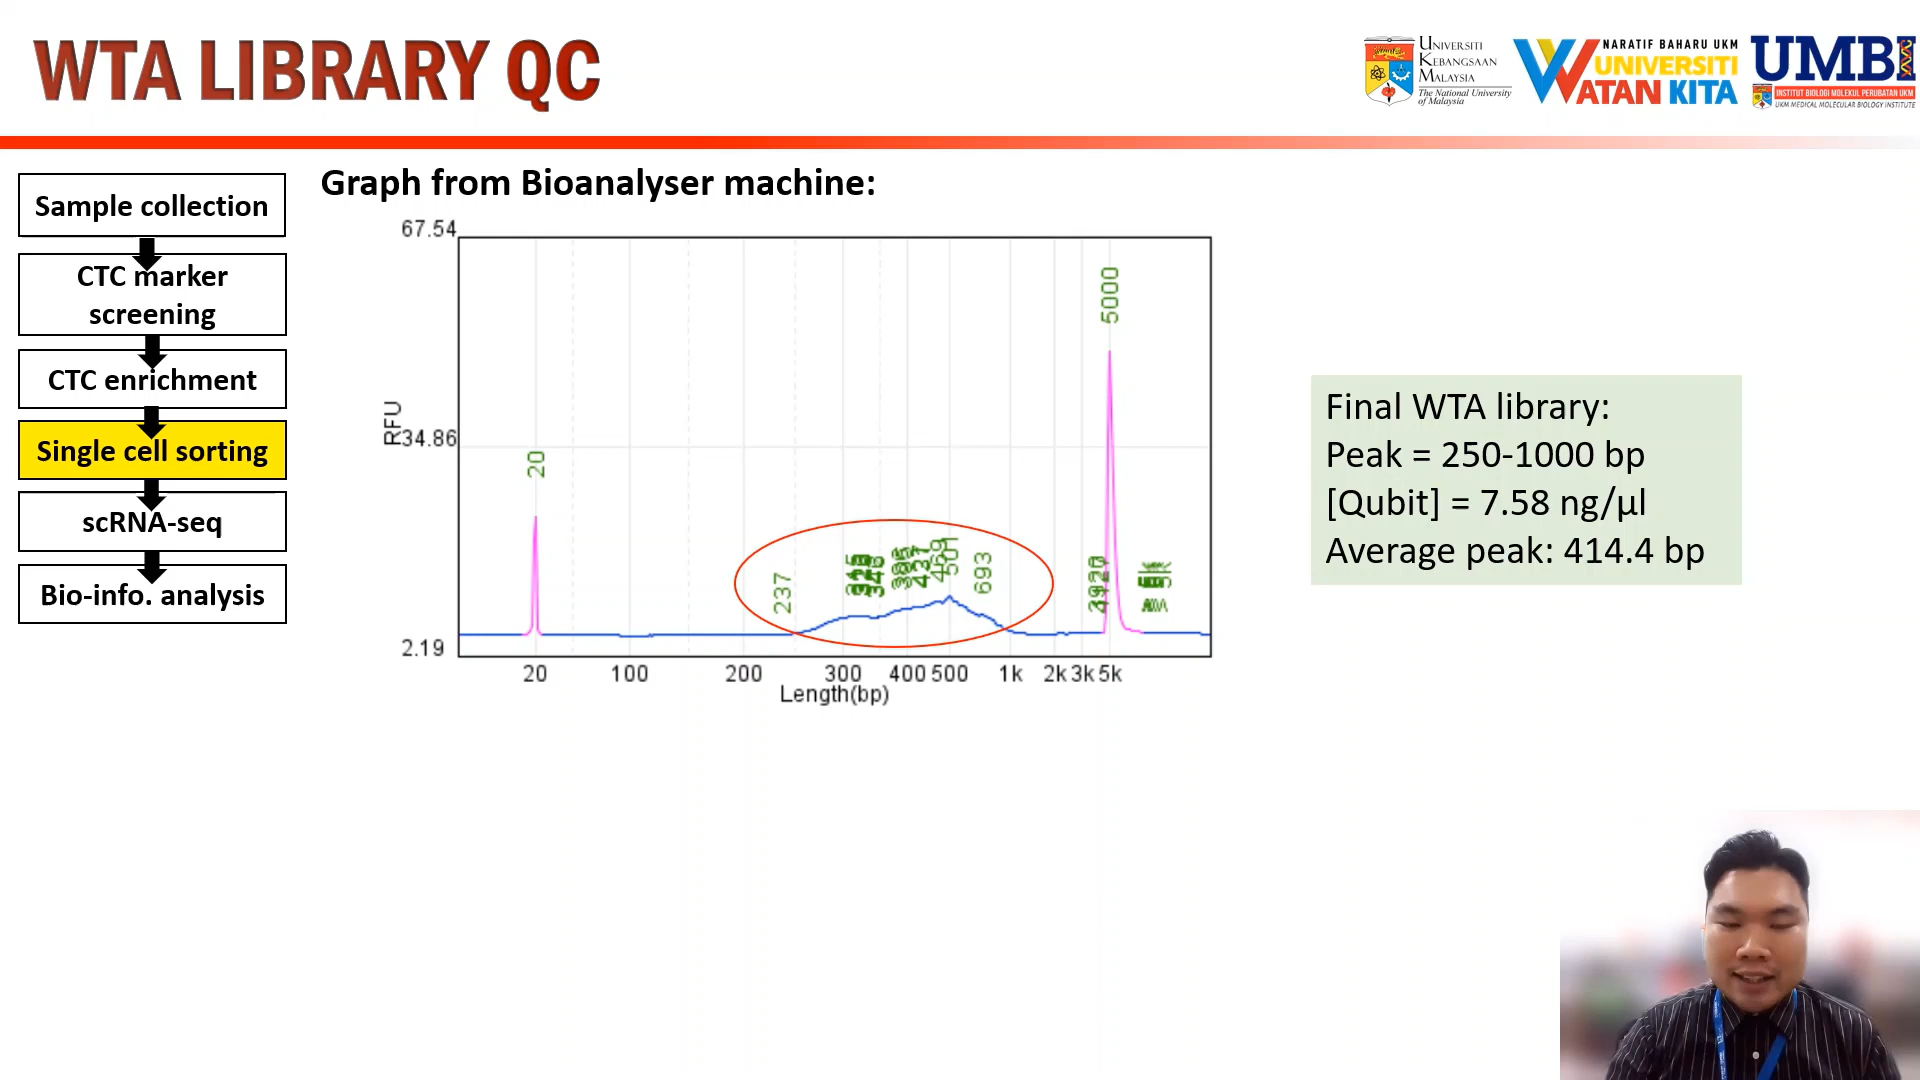 WTA LIBRARY QC
UNIVERSITI
KEBANGSAAN
MALAYSIA
The National University
of Malaysia
NARATIF BAHARU UKM
UNIVERSITI
WATAN KITA
UMBI
INSTITUT BIOLOGI MOLEKUL PERUBATAN UKM
UKM MEDICAL MOLECULAR BIOLOGY INSTITUTE
Sample collection
CTC marker
screening
CTC enrichment
Single cell sorting
scRNA-seq
Bio-info. analysis
Graph from Bioanalyser machine:
67.54
RFU
34.86
2.19
20
237
437
469
501
693
5000
20 100 200 300 400 500 1k 2k 3k 5k
Length(bp)
Final WTA library:
Peak = 250-1000 bp
[Qubit] = 7.58 ng/µl
Average peak: 414.4 bp